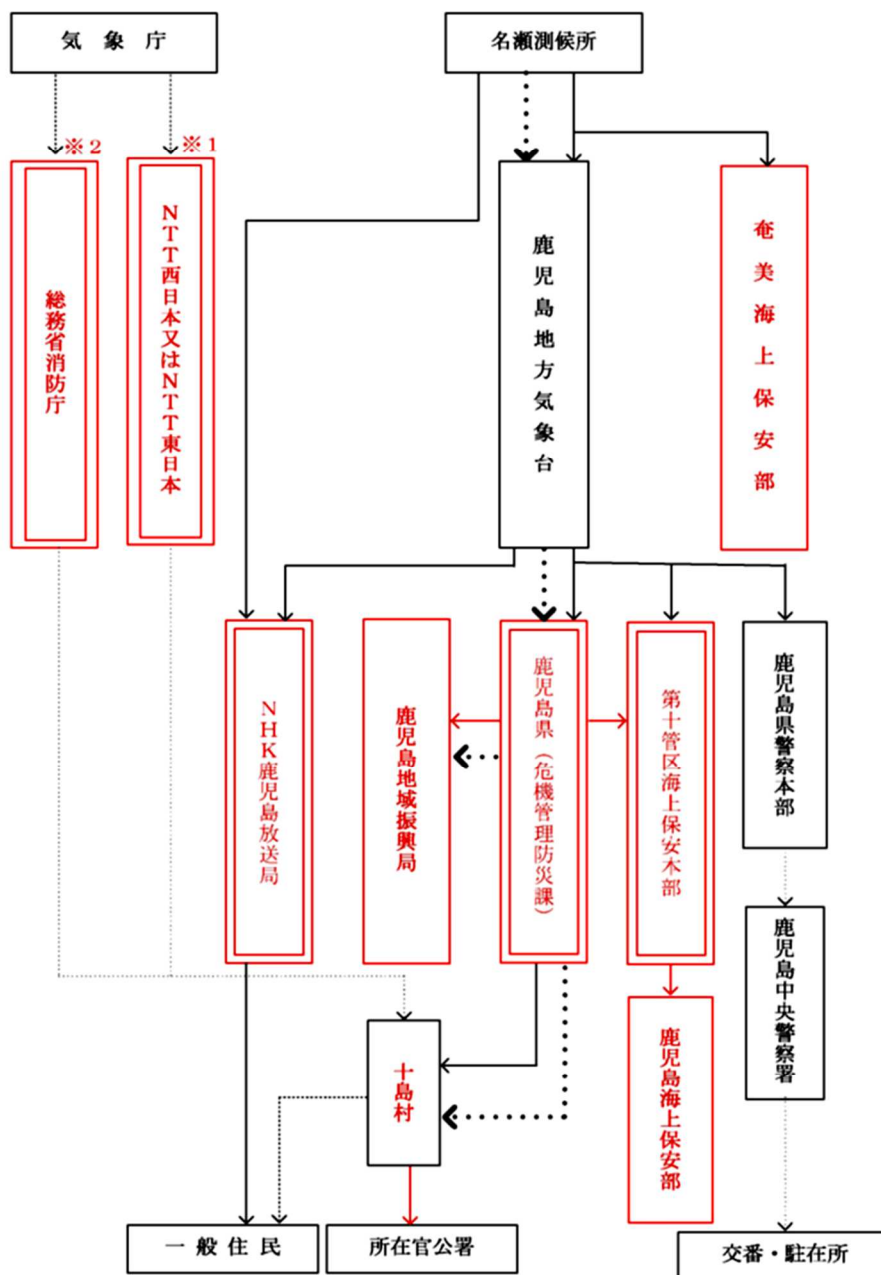 気象庁
名瀬測候所
※2
※1
総務省消防庁
NTT西日本又はNTT東日本
鹿児島地方気象台
奄美海上保安部
NHK鹿児島放送局
鹿児島地域振興局
鹿児島県（危機管理防災課）
第十管区海上保安本部
鹿児島県警察本部
鹿児島中央警察署
十島村
鹿児島海上保安部
一般住民
所在官公署
交番・駐在所